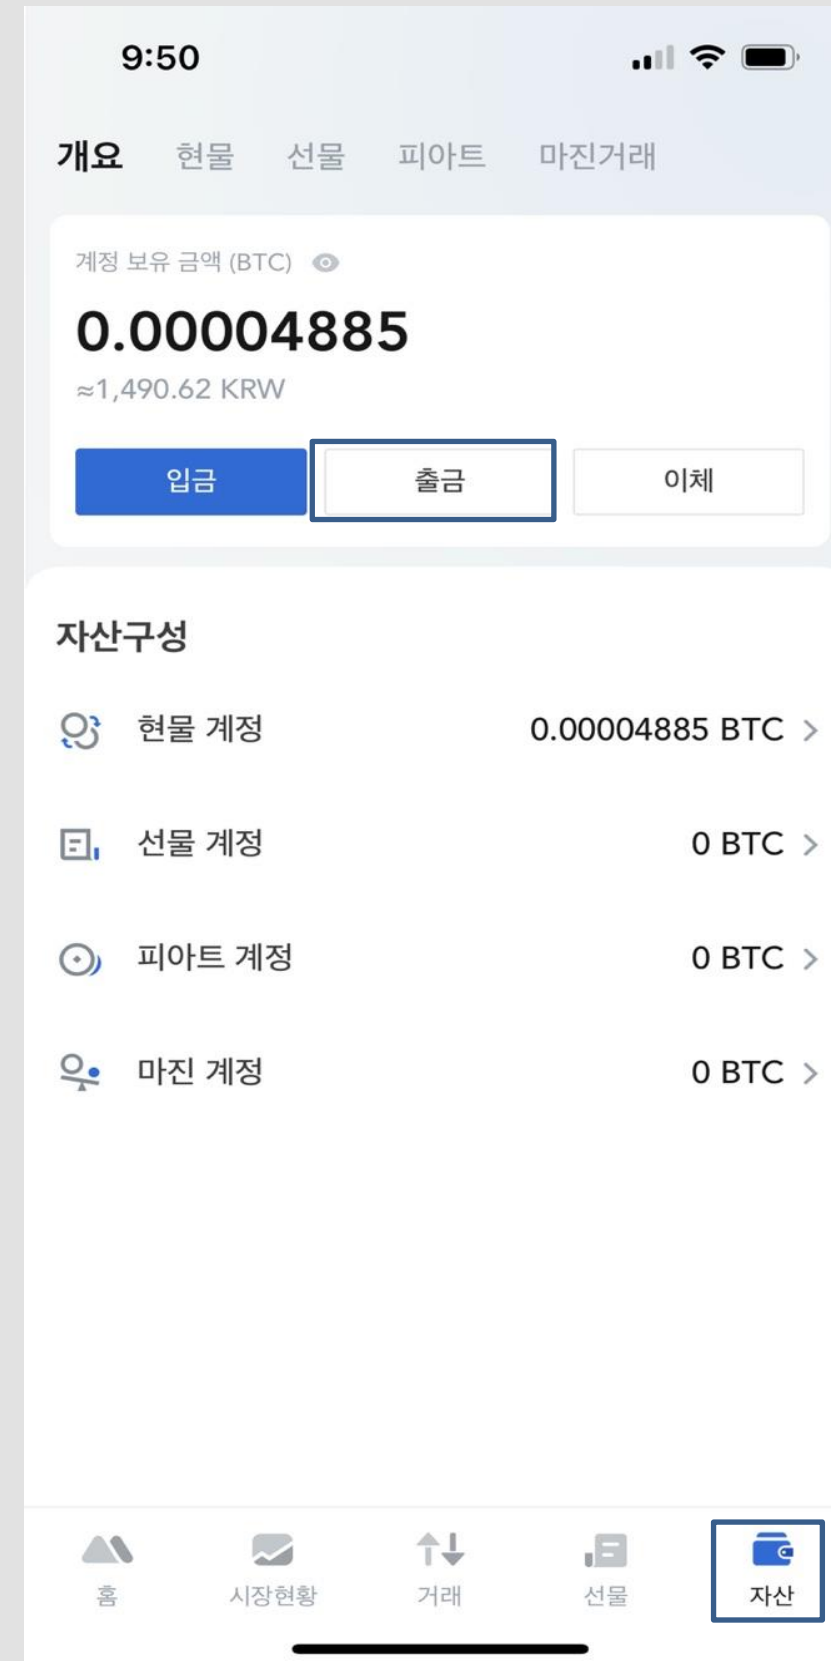 9:50
개요 현물 선물 피아트 마진거래
계정 보유 금액 (BTC)
0.00004885
≈1,490.62 KRW
입금 출금 이체
자산구성
현물 계정 0.00004885 BTC >
선물 계정 0 BTC >
피아트 계정 0 BTC >
마진 계정 0 BTC >
홈 시장현황 거래 선물 자산